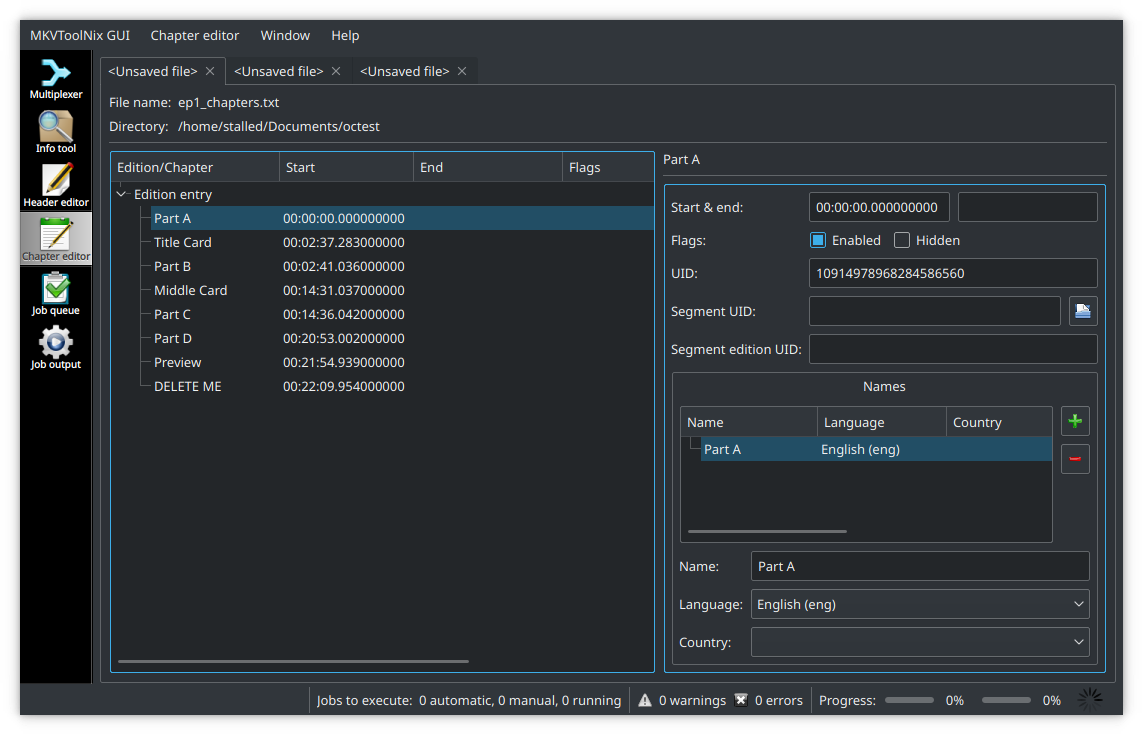 MKVToolNix GUI Chapter editor Window Help
Multiplexer
Info tool
Header editor
Chapter editor
Job queue
Job output
<Unsaved file> <Unsaved file> <Unsaved file>
File name: ep1_chapters.txt
Directory: /home/stalled/Documents/octest
Edition/Chapter Start End Flags
Edition entry
Part A 00:00:00.000000000
Title Card 00:02:37.283000000
Part B 00:02:41.036000000
Middle Card 00:14:31.037000000
Part C 00:14:36.042000000
Part D 00:20:53.002000000
Preview 00:21:54.939000000
DELETE ME 00:22:09.954000000
Part A
Start & end: 00:00:00.000000000
Flags: Enabled Hidden
UID: 10914978968284586560
Segment UID:
Segment edition UID:
Names
Name Language Country
Part A English (eng)
Name: Part A
Language: English (eng)
Country:
Jobs to execute: 0 automatic, 0 manual, 0 running 0 warnings 0 errors Progress: 0% 0%